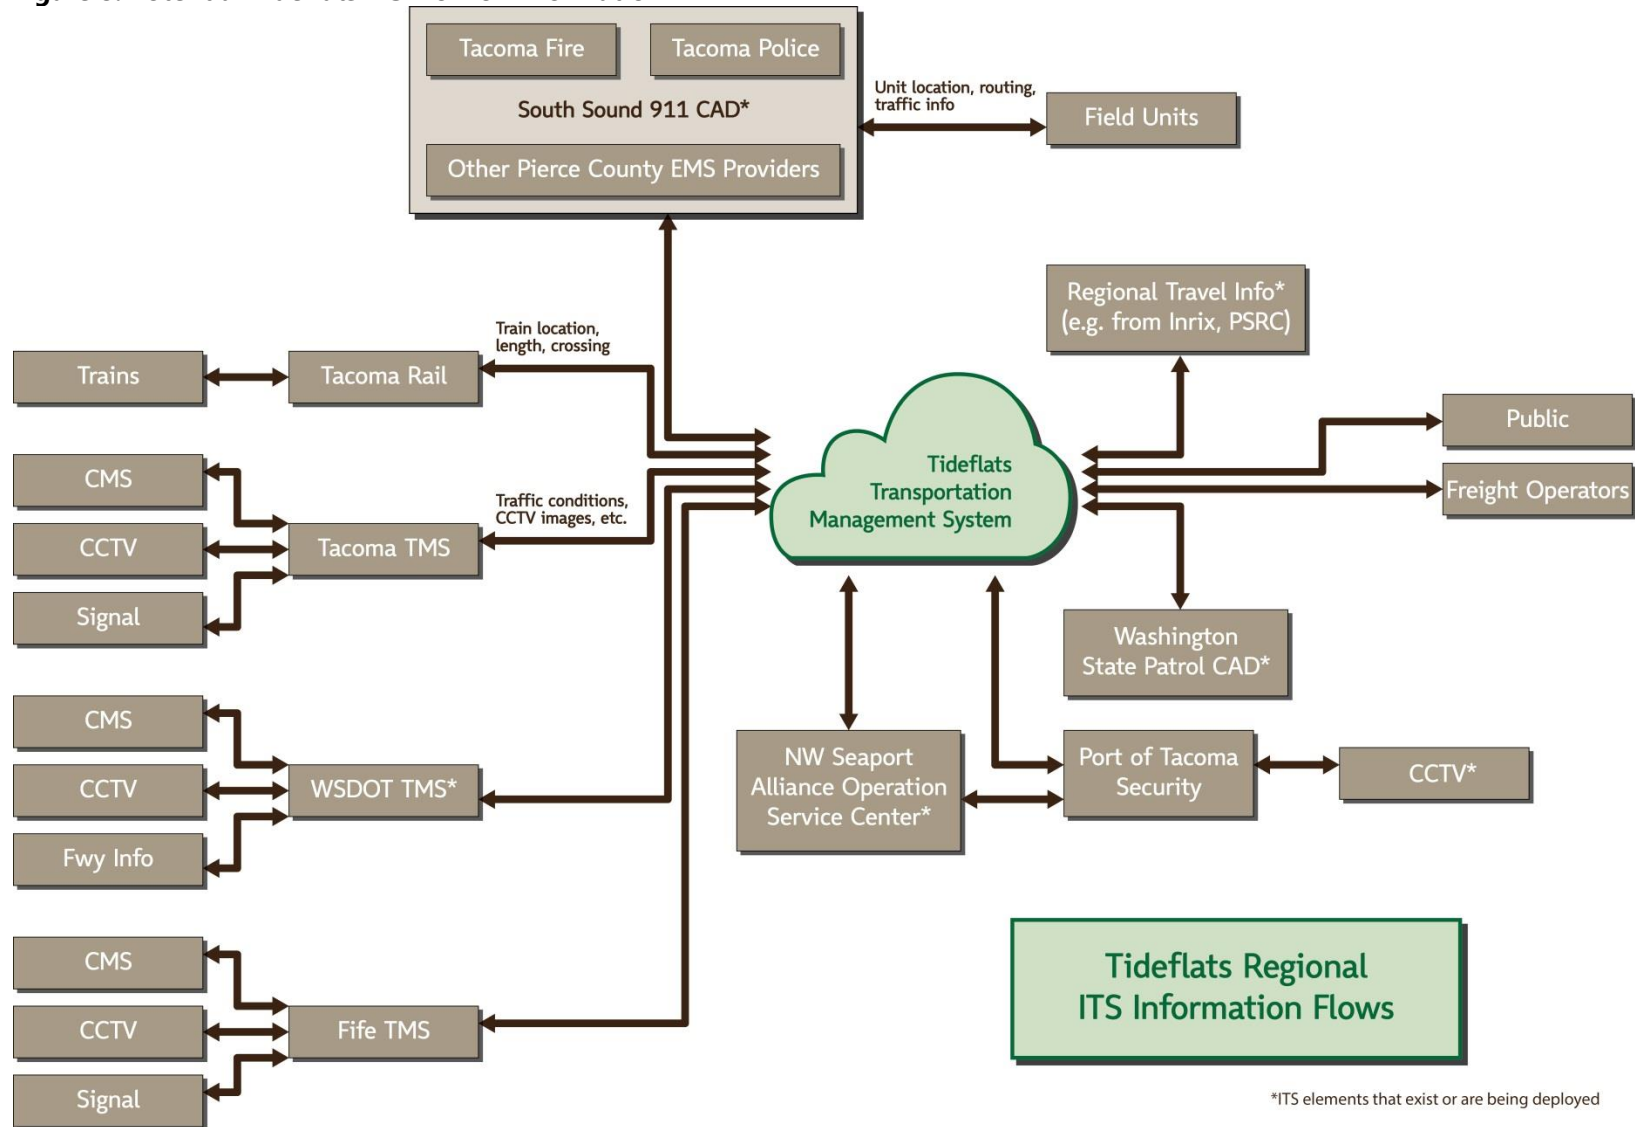 Tacoma Fire
Tacoma Police
South Sound 911 CAD*
Other Pierce County EMS Providers
Unit location, routing,
traffic info
Field Units
Regional Travel Info*
(e.g. from Inrix, PSRC)
Train location,
length, crossing
Trains
Tacoma Rail
Public
Freight Operators
Tideflats
Transportation
Management System
CMS
CCTV
Signal
Tacoma TMS
Traffic conditions,
CCTV images, etc.
Washington
State Patrol CAD*
CMS
CCTV
Fwy Info
WSDOT TMS*
NW Seaport
Alliance Operation
Service Center*
Port of Tacoma
Security
CCTV*
CMS
CCTV
Signal
Fife TMS
Tideflats Regional
ITS Information Flows
*ITS elements that exist or are being deployed